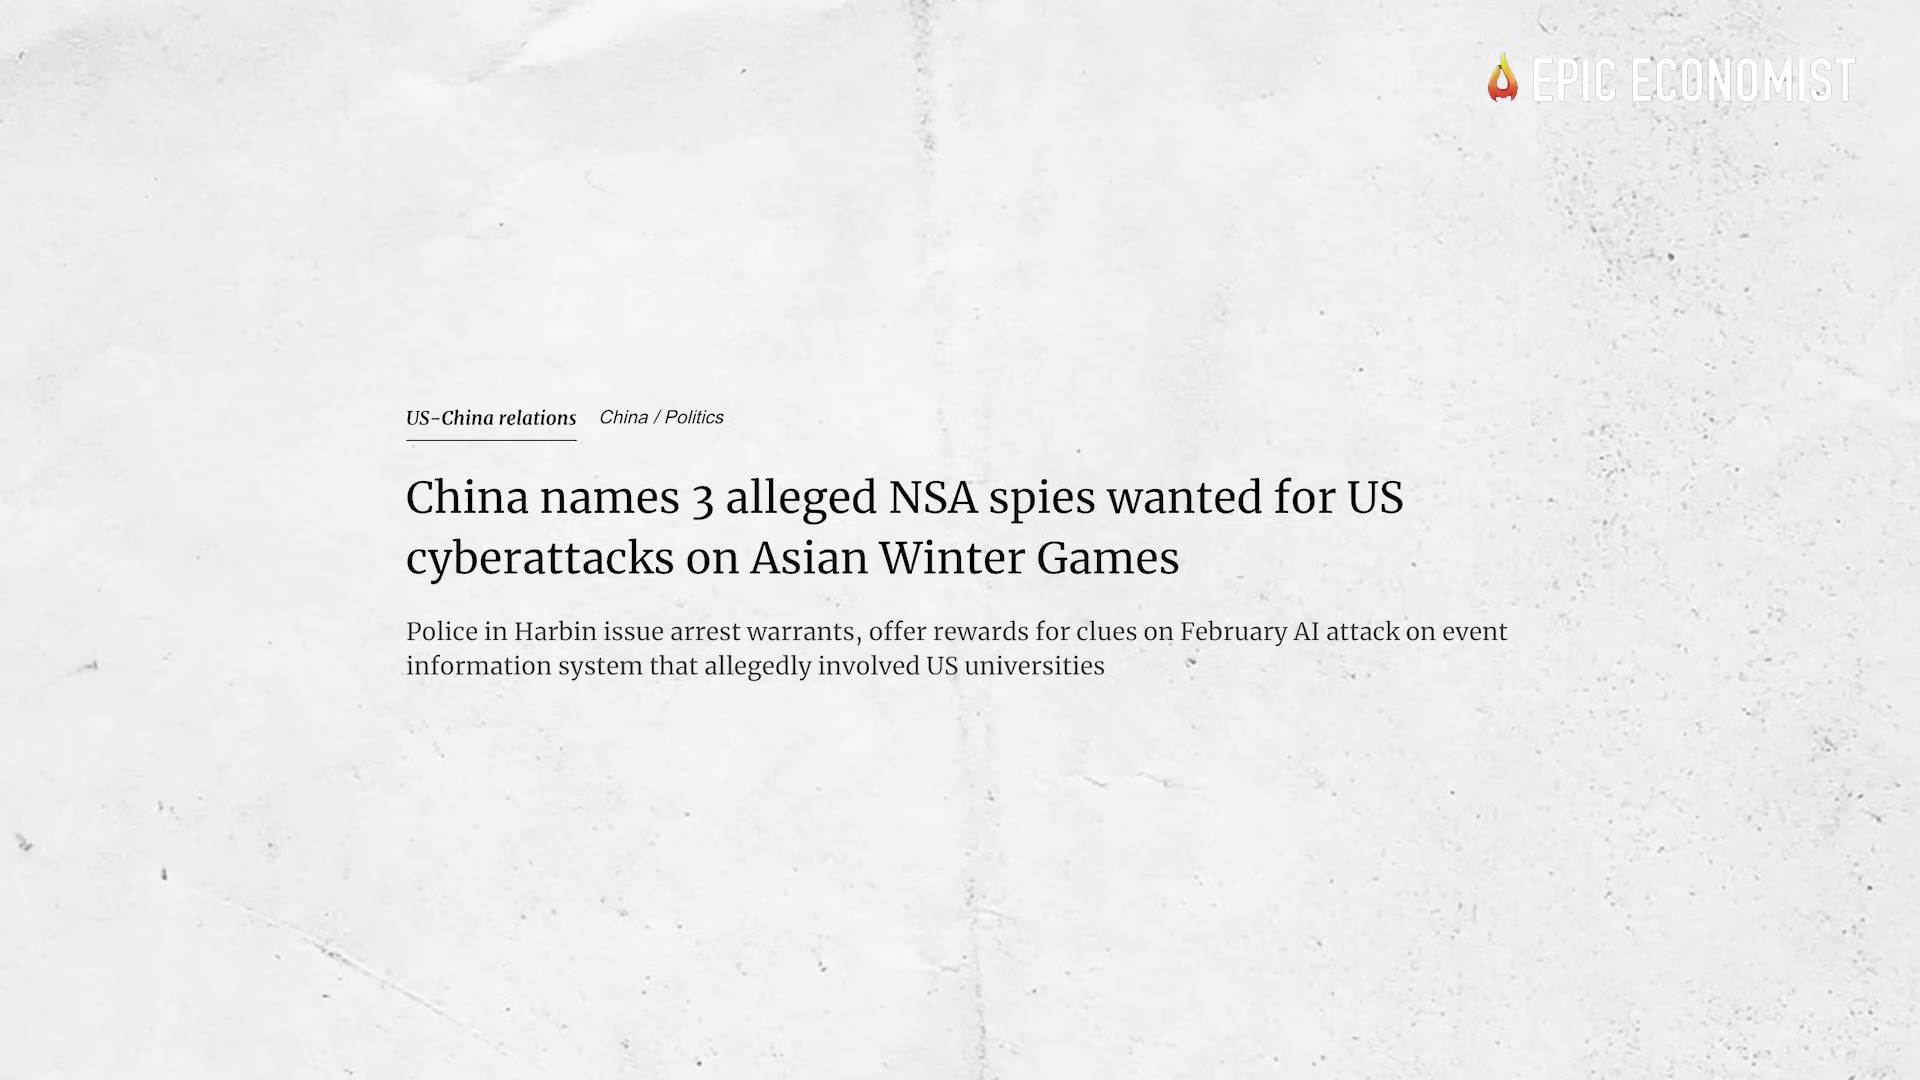 EPIC ECONOMIST
US-China relations China / Politics
China names 3 alleged NSA spies wanted for US
cyberattacks on Asian Winter Games
Police in Harbin issue arrest warrants, offer rewards for clues on February AI attack on event
information system that allegedly involved US universities